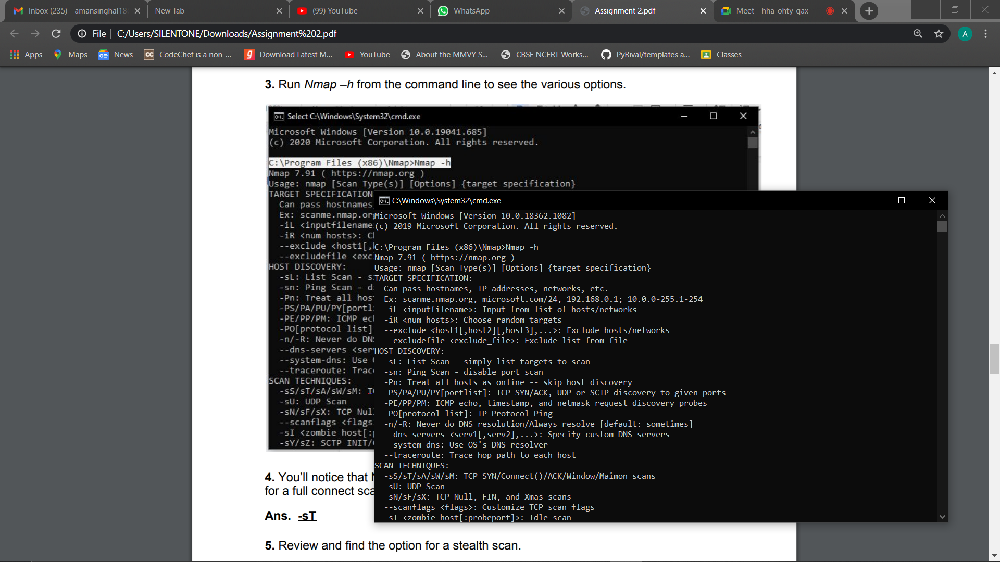 Inbox (235) - amansinghal18
New Tab
(99) YouTube
WhatsApp
Assignment 2.pdf
Meet - hha-ohty-qax
File | C:/Users/SILENTONE/Downloads/Assignment%202.pdf
A
Apps
Maps
News
CodeChef is a non-...
Download Latest M...
YouTube
About the MMVY S...
CBSE NCERT Works...
PyRival/templates a...
Classes
3. Run Nmap –h from the command line to see the various options.
Select C:\Windows\System32\cmd.exe
Microsoft Windows [Version 10.0.19041.685]
(c) 2020 Microsoft Corporation. All rights reserved.
C:\Program Files (x86)\Nmap>Nmap -h
Nmap 7.91 ( https://nmap.org )
Usage: nmap [Scan Type(s)] [Options] {target specification}
TARGET SPECIFICATION
Can pass hostnames,
Ex: scanme.nmap.or
-iL <inputfilename
-iR <num hosts>: C
--exclude <host1[,
--excludefile <exc
HOST DISCOVERY:
-sL: List Scan - s
-sn: Ping Scan - d
-Pn: Treat all hos
-PS/PA/PU/PY[portl
-PE/PP/PM: ICMP ec
-PO[protocol list]
-n/-R: Never do DN
--dns-servers <ser
--system-dns: Use
--traceroute: Trac
SCAN TECHNIQUES:
-sS/sT/sA/sW/sM: T
-sU: UDP Scan
-sN/sF/sX: TCP Nul
--scanflags <flags
-sI <zombie host[:
-sY/sZ: SCTP INIT/
C:\Windows\System32\cmd.exe
Microsoft Windows [Version 10.0.18362.1082]
(c) 2019 Microsoft Corporation. All rights reserved.
C:\Program Files (x86)\Nmap>Nmap -h
Nmap 7.91 ( https://nmap.org )
Usage: nmap [Scan Type(s)] [Options] {target specification}
TARGET SPECIFICATION:
Can pass hostnames, IP addresses, networks, etc.
Ex: scanme.nmap.org, microsoft.com/24, 192.168.0.1; 10.0.0-255.1-254
-iL <inputfilename>: Input from list of hosts/networks
-iR <num hosts>: Choose random targets
--exclude <host1[,host2][,host3],...>: Exclude hosts/networks
--excludefile <exclude_file>: Exclude list from file
HOST DISCOVERY:
-sL: List Scan - simply list targets to scan
-sn: Ping Scan - disable port scan
-Pn: Treat all hosts as online -- skip host discovery
-PS/PA/PU/PY[portlist]: TCP SYN/ACK, UDP or SCTP discovery to given ports
-PE/PP/PM: ICMP echo, timestamp, and netmask request discovery probes
-PO[protocol list]: IP Protocol Ping
-n/-R: Never do DNS resolution/Always resolve [default: sometimes]
--dns-servers <serv1[,serv2],...>: Specify custom DNS servers
--system-dns: Use OS's DNS resolver
--traceroute: Trace hop path to each host
SCAN TECHNIQUES:
-sS/sT/sA/sW/sM: TCP SYN/Connect()/ACK/Window/Maimon scans
-sU: UDP Scan
-sN/sF/sX: TCP Null, FIN, and Xmas scans
--scanflags <flags>: Customize TCP scan flags
-sI <zombie host[:probeport]>: Idle scan
4. You’ll notice that
for a full connect sca
Ans. -sT
5. Review and find the option for a stealth scan.